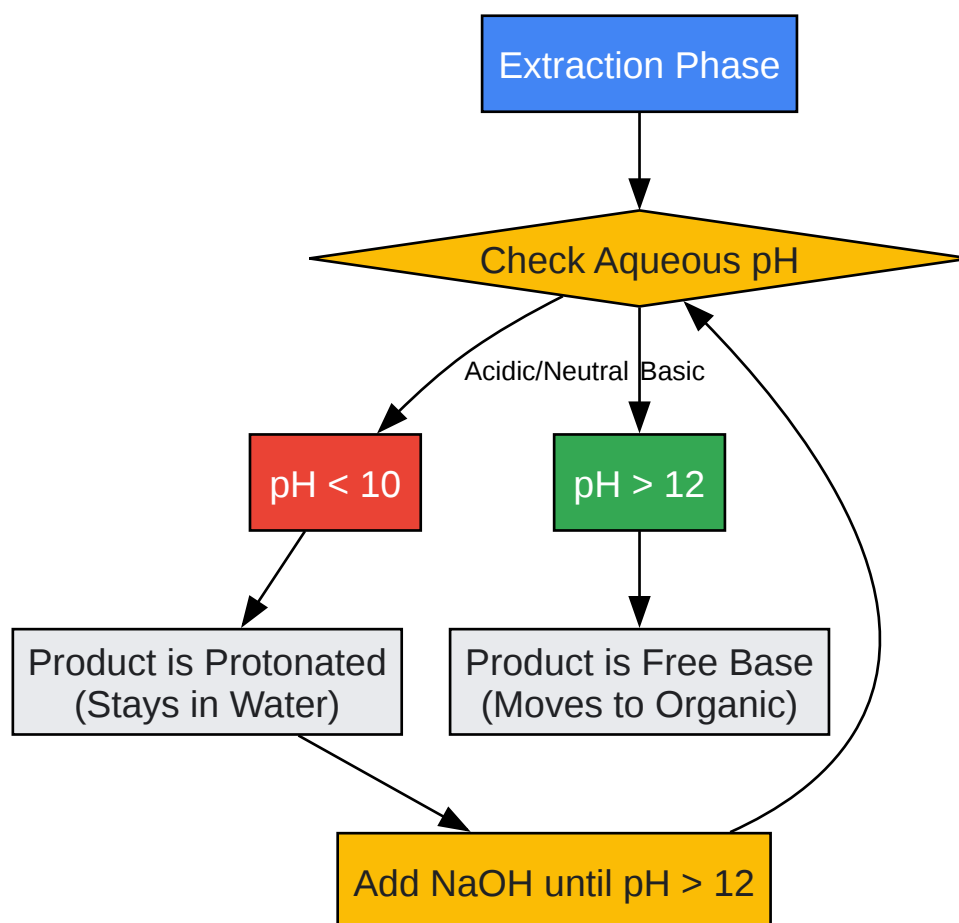 Extraction Phase
Check Aqueous pH
Acidic/Neutral
Basic
pH < 10
pH > 12
Product is Protonated
(Stays in Water)
Product is Free Base
(Moves to Organic)
Add NaOH until pH > 12